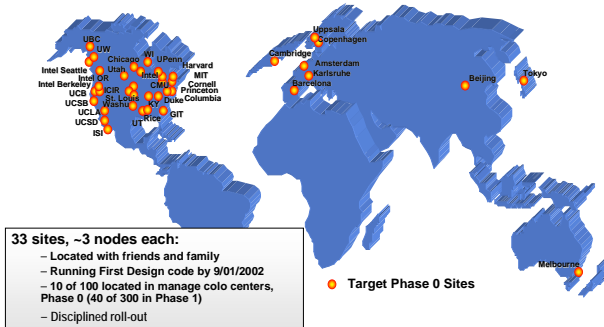 Uppsala
UBC
Copenhagen
UW
WI
Cambridge
Chicago
UPenn
Harvard
Amsterdam
Intel Seattle
Utah
Intel
MIT
Karlsruhe
Beijing
Tokyo
Intel OR
Cornell
Intel Berkeley
CMU
Princeton
Barcelona
UCB
ICIR
St. Louis
Duke
Columbia
UCSB
Washu
KY
UCLA
Rice
GIT
UCSD
UT
ISI
33 sites, ~3 nodes each:
– Located with friends and family
– Running First Design code by 9/01/2002
– 10 of 100 located in manage colo centers,
Phase 0 (40 of 300 in Phase 1)
– Disciplined roll-out
Melbourne
Target Phase 0 Sites